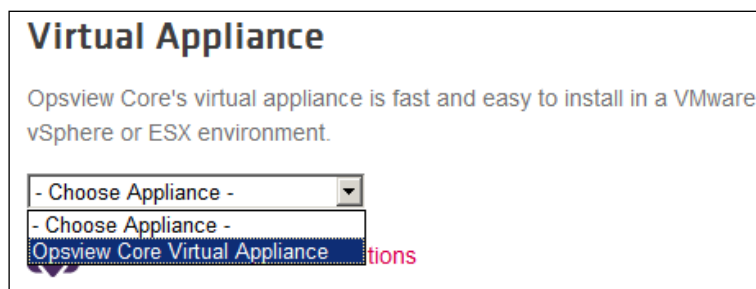 Virtual Appliance
Opsview Core's virtual appliance is fast and easy to install in a VMware
vSphere or ESX environment.
- Choose Appliance -
- Choose Appliance -
Opsview Core Virtual Appliance
tions